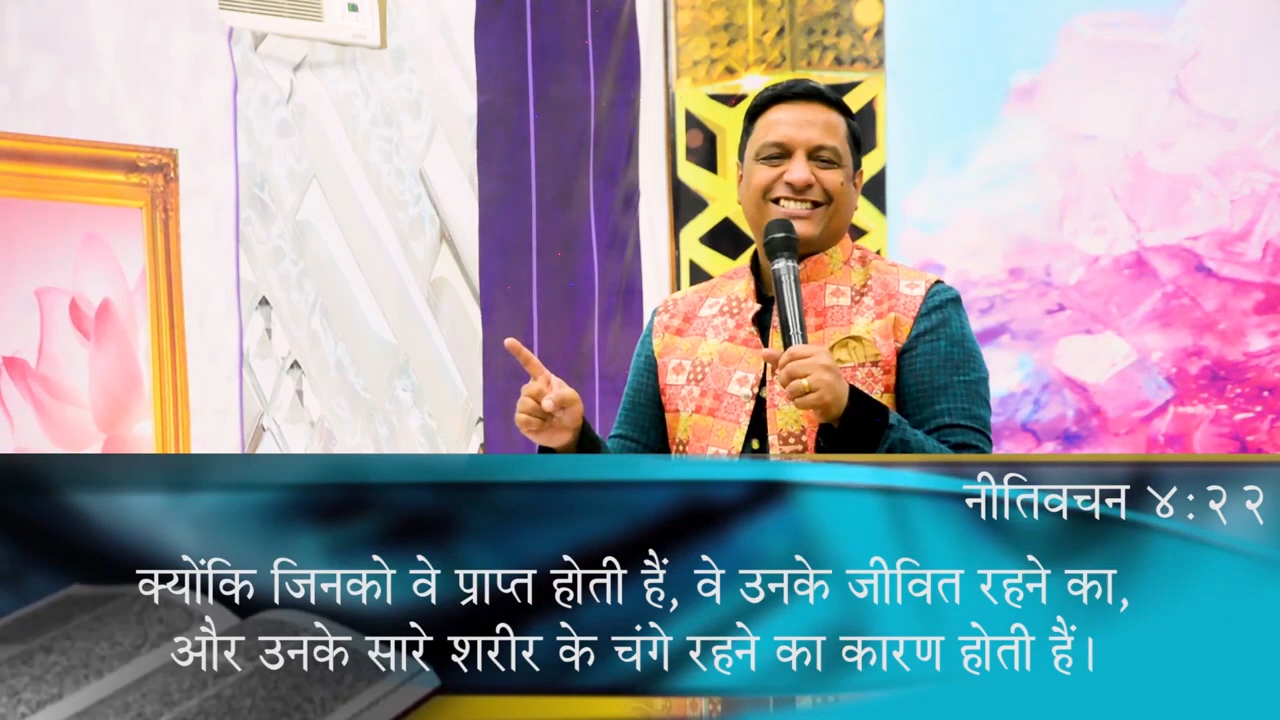 नीतिवचन ४:२२
क्योंकि जिनको वे प्राप्त होती हैं, वे उनके जीवित रहने का,
और उनके सारे शरीर के चंगे रहने का कारण होती हैं।